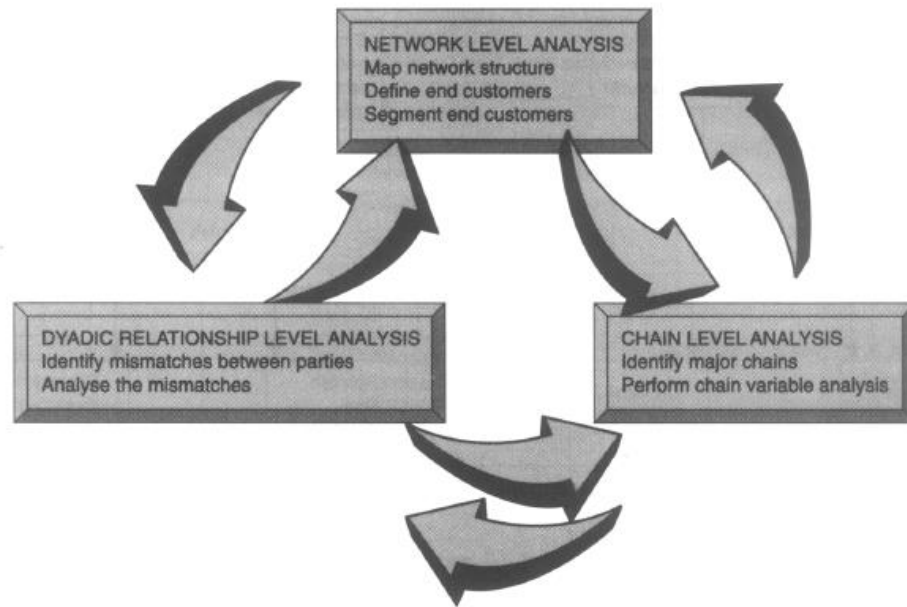 NETWORK LEVEL ANALYSIS
Map network structure
Define end customers
Segment end customers
DYADIC RELATIONSHIP LEVEL ANALYSIS
Identify mismatches between parties
Analyse the mismatches
CHAIN LEVEL ANALYSIS
Identify major chains
Perform chain variable analysis